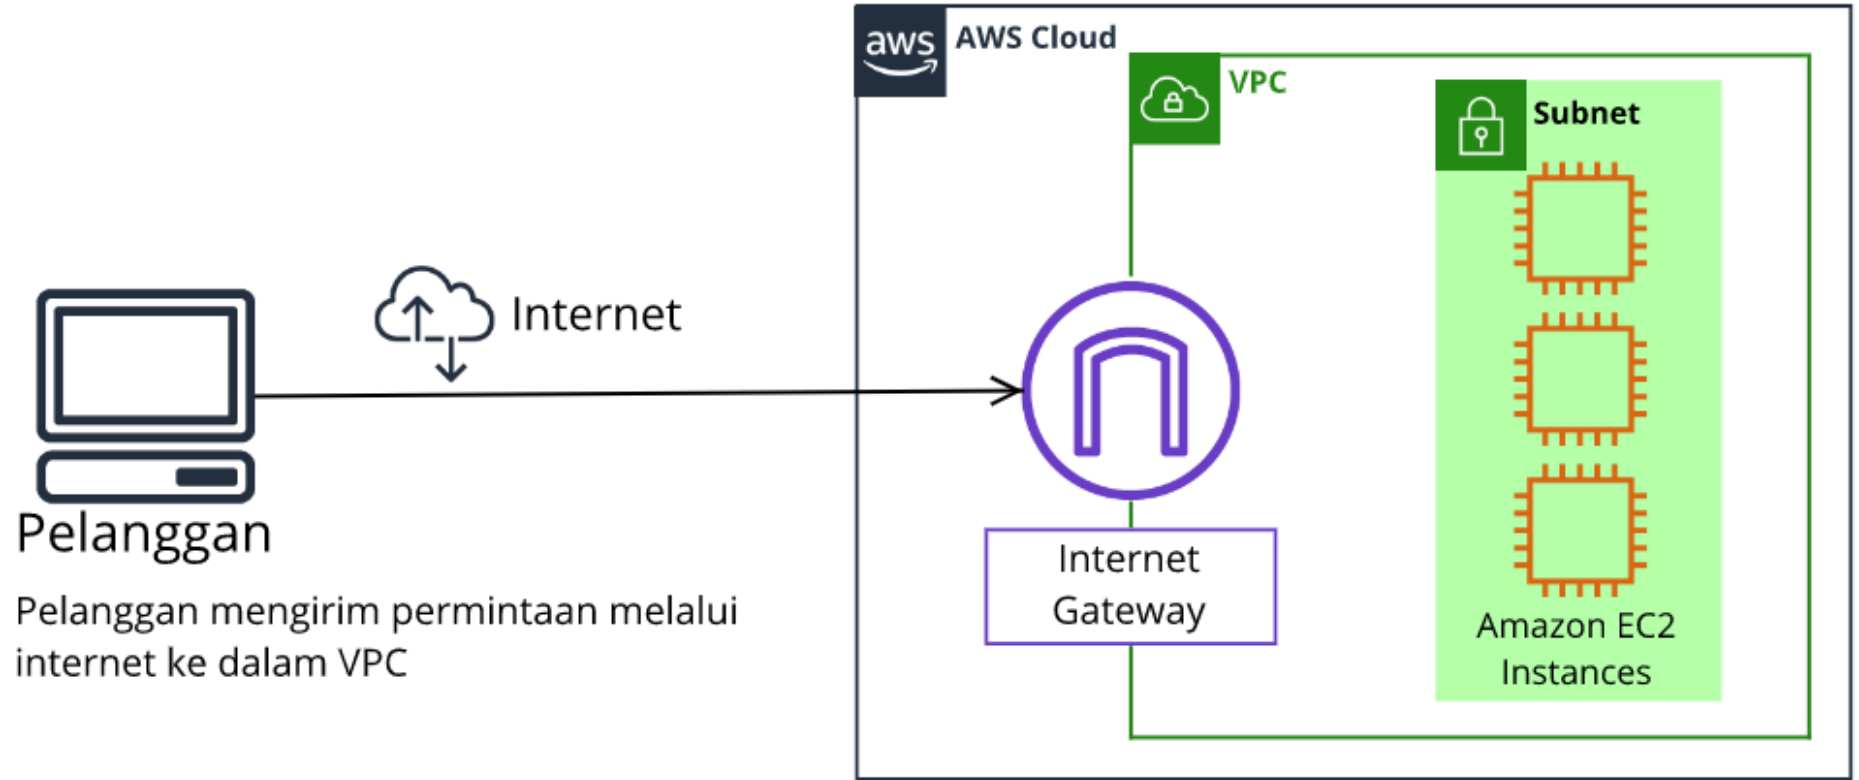 aws
AWS Cloud
VPC
Subnet
Internet
Pelanggan
Pelanggan mengirim permintaan melalui
internet ke dalam VPC
Internet
Gateway
Amazon EC2
Instances